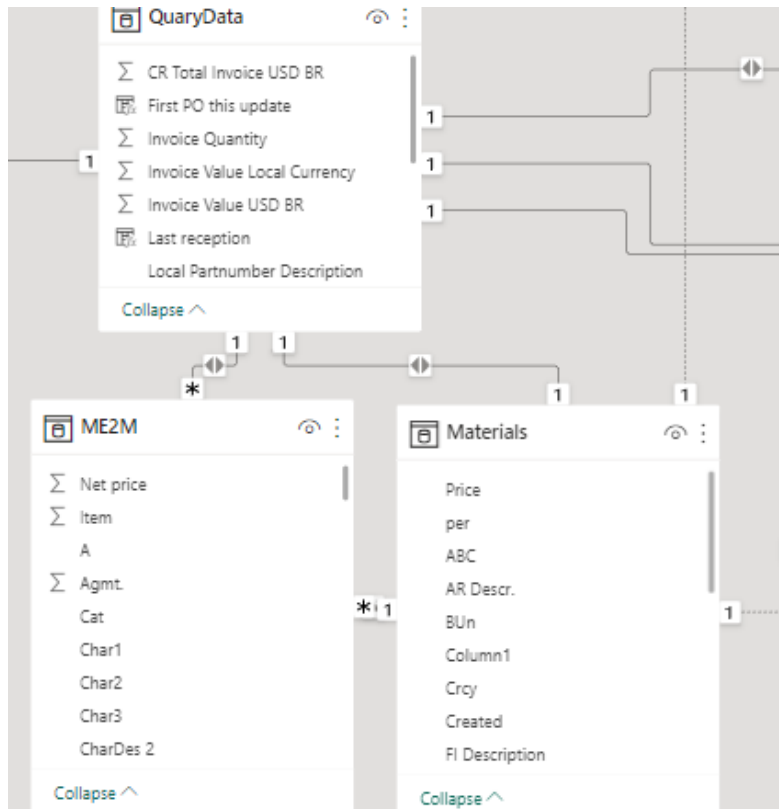 QuaryData
CR Total Invoice USD BR
First PO this update
Invoice Quantity
Invoice Value Local Currency
Invoice Value USD BR
Last reception
Local Partnumber Description
Collapse
1
1
1
1
1
1
*
1
1
ME2M
Net price
Item
A
Agmt.
Cat
Char1
Char2
Char3
CharDes 2
Collapse
* 1
Materials
Price
per
ABC
AR Descr.
BUn
Column1
Crcy
Created
FI Description
Collapse
1